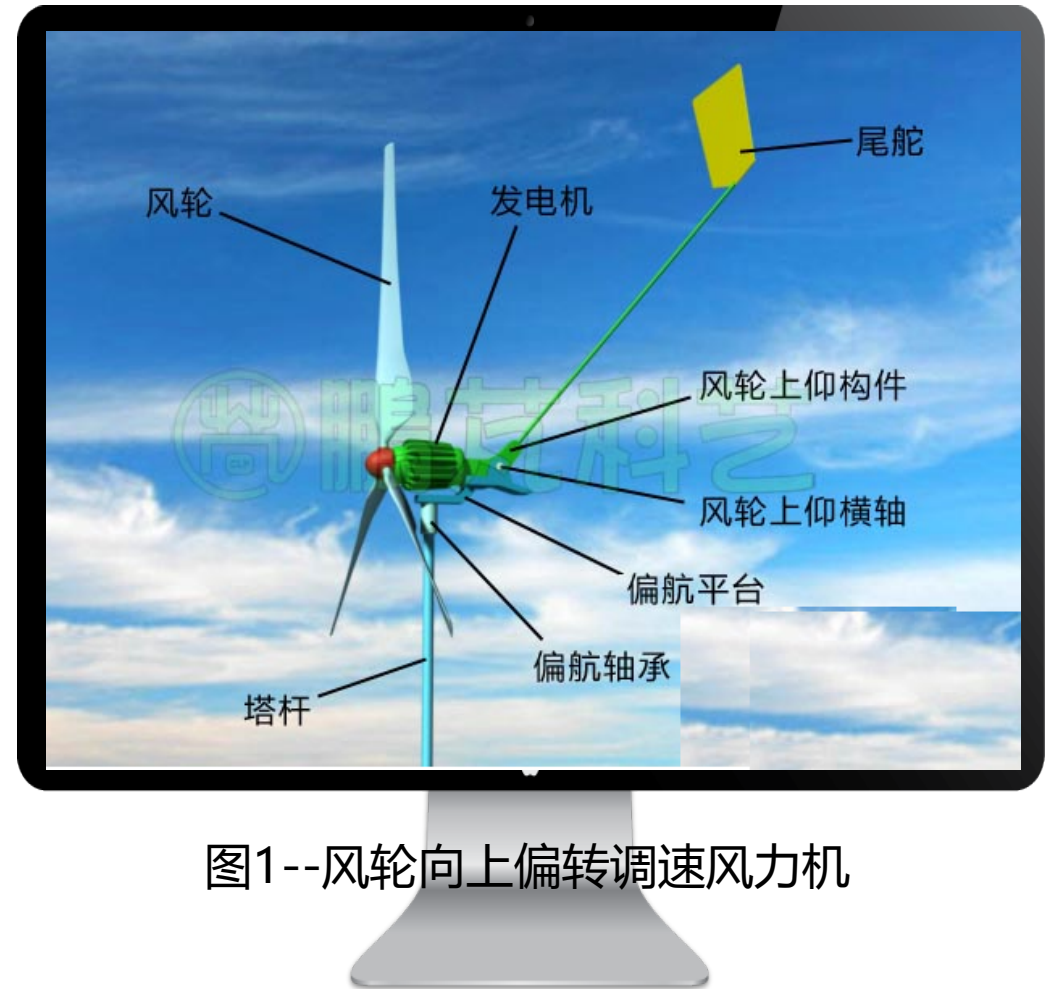 尾舵
风轮
发电机
鹏芃科艺
风轮上仰构件
风轮上仰横轴
偏航平台
偏航轴承
塔杆
图1--风轮向上偏转调速风力机